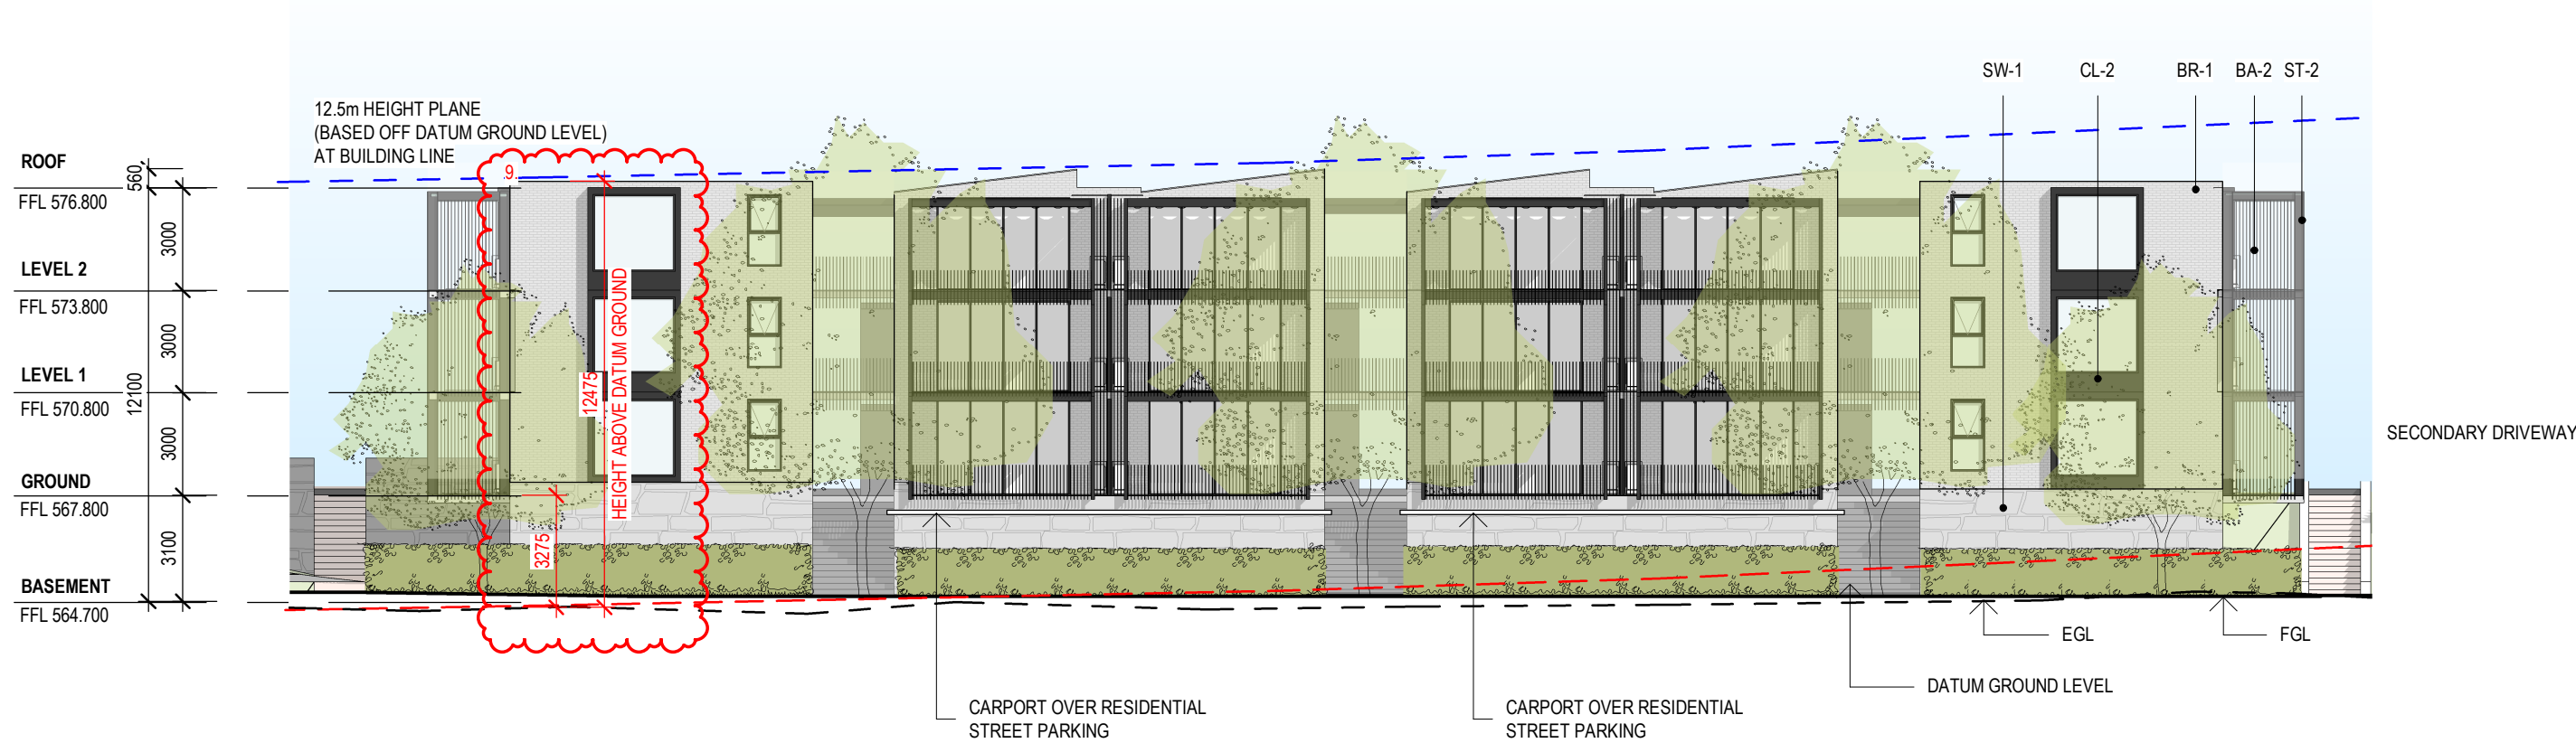 SW-1 CL-2 BR-1 BA-2 ST-2
12.5m HEIGHT PLANE
(BASED OFF DATUM GROUND LEVEL)
AT BUILDING LINE
.9.
ROOF
FFL 576.800
560
3000
LEVEL 2
FFL 573.800
3000
LEVEL 1
FFL 570.800
12100
3000
GROUND
FFL 567.800
3100
BASEMENT
FFL 564.700
12475
HEIGHT ABOVE DATUM GROUND
3275
SECONDARY DRIVEWAY
EGL
FGL
DATUM GROUND LEVEL
CARPORT OVER RESIDENTIAL
STREET PARKING
CARPORT OVER RESIDENTIAL
STREET PARKING